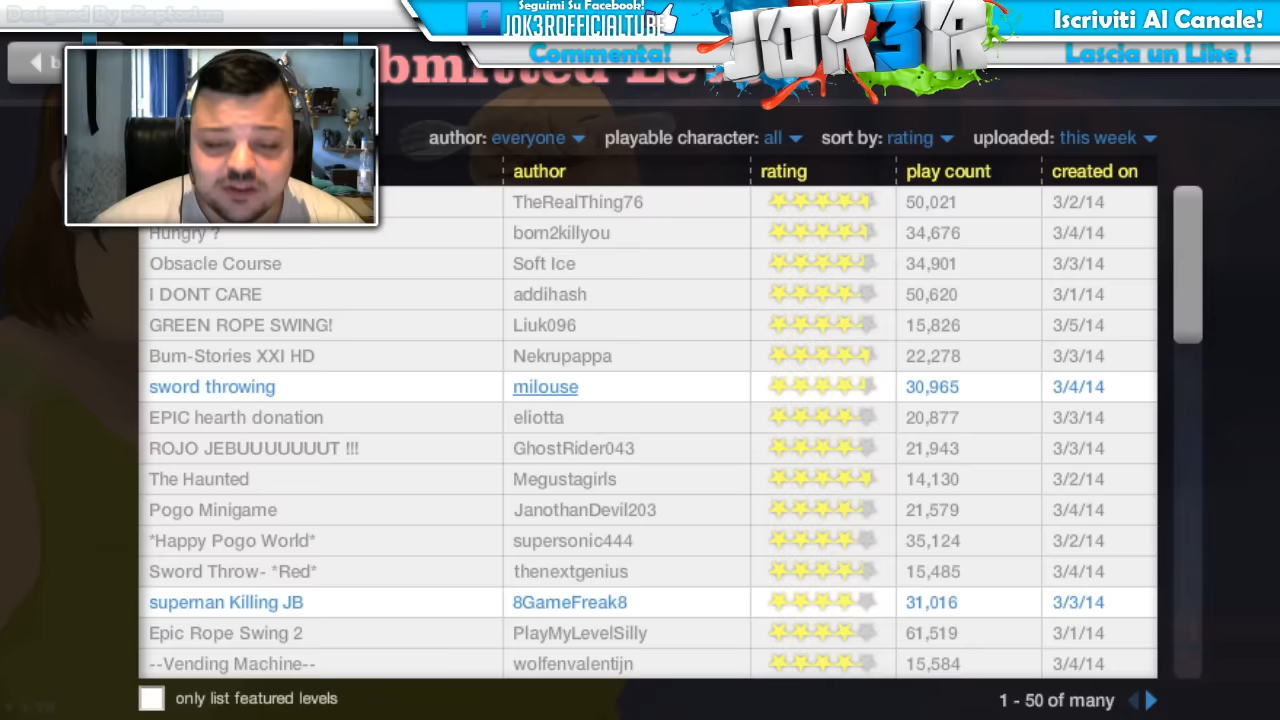 Designed By xRaptorium
Seguimi Su Facebook!
JOK3ROFFICIALTUBE
Commenta!
JOK3R
Iscriviti Al Canale!
Lascia un Like !
b
bmitted Le
author: everyone playable character: all sort by: rating uploaded: this week
author rating play count created on
TheRealThing76 50,021 3/2/14
Hungry ? bom2killyou 34,676 3/4/14
Obsacle Course Soft Ice 34,901 3/3/14
I DONT CARE addihash 50,620 3/1/14
GREEN ROPE SWING! Liuk096 15,826 3/5/14
Bum-Stories XXI HD Nekrupappa 22,278 3/3/14
sword throwing milouse 30,965 3/4/14
EPIC hearth donation eliotta 20,877 3/3/14
ROJO JEBUUUUUUUT !!! GhostRider043 21,943 3/3/14
The Haunted Megustagirls 14,130 3/2/14
Pogo Minigame JanothanDevil203 21,579 3/4/14
*Happy Pogo World* supersonic444 35,124 3/2/14
Sword Throw- *Red* thenextgenius 15,485 3/4/14
supernan Killing JB 8GameFreak8 31,016 3/3/14
Epic Rope Swing 2 PlayMyLevelSilly 61,519 3/1/14
--Vending Machine-- wolfenvalentijn 15,584 3/4/14
only list featured levels
1 - 50 of many